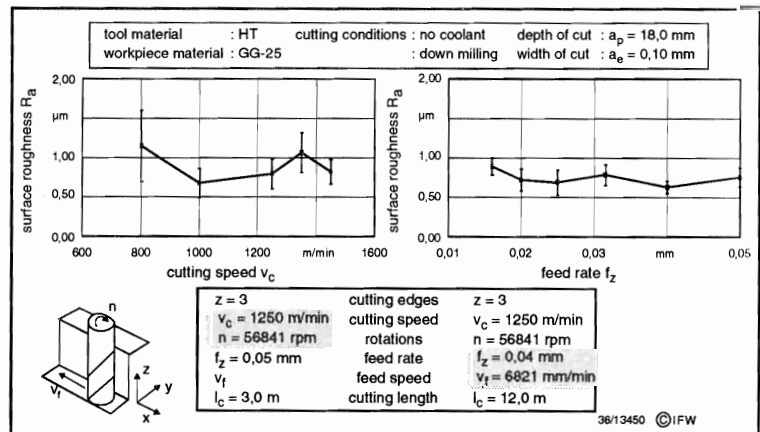 tool material : HT cutting conditions : no coolant depth of cut : aₚ = 18,0 mm
workpiece material : GG-25 : down milling width of cut : aₑ = 0,10 mm
surface roughness Rₐ
2,00
µm
1,00
0,50
0,00
600 800 1000 1200 m/min 1600
cutting speed v꜀
surface roughness Rₐ
2,00
µm
1,00
0,50
0,00
0,01 0,02 0,03 mm 0,05
feed rate f_z
n
v_f
z
y
x
z = 3 cutting edges z = 3
v_c = 1250 m/min cutting speed v_c = 1250 m/min
n = 56841 rpm rotations n = 56841 rpm
f_z = 0,05 mm feed rate f_z = 0,04 mm
v_f feed speed v_f = 6821 mm/min
l_c = 3,0 m cutting length l_c = 12,0 m
36/13450 ©IFW